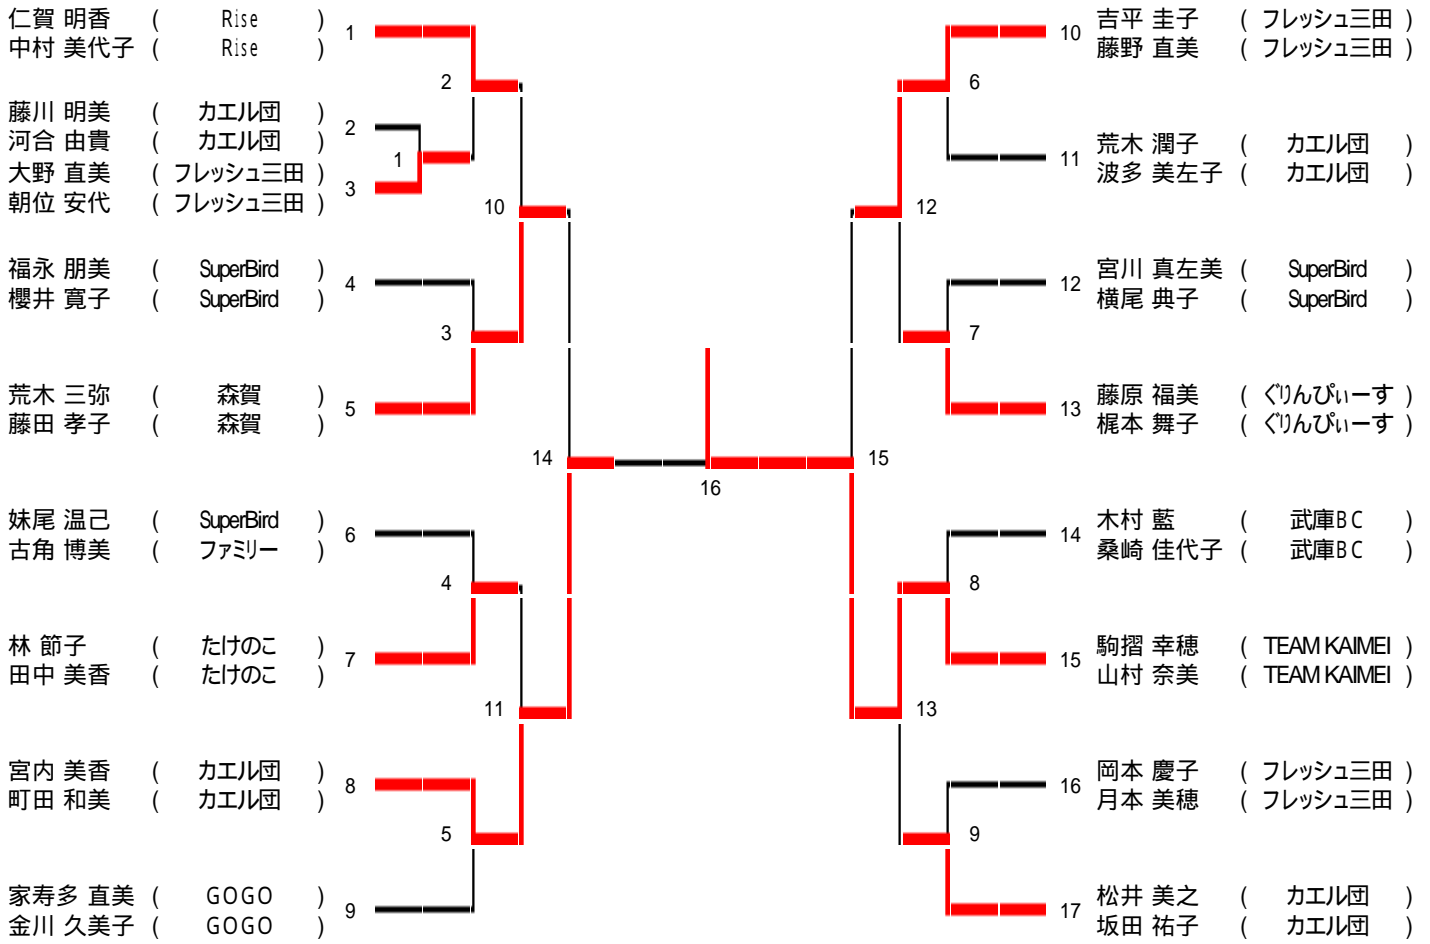 仁賀 明香 ( Rise ) 1
中村 美代子 ( Rise )
2
藤川 明美 ( カエル団 ) 2
河合 由貴 ( カエル団 )
1
大野 直美 ( フレッシュ三田 ) 3
朝位 安代 ( フレッシュ三田 )
10
福永 朋美 ( SuperBird ) 4
櫻井 寛子 ( SuperBird )
3
荒木 三弥 ( 森賀 ) 5
藤田 孝子 ( 森賀 )
14
妹尾 温己 ( SuperBird ) 6
古角 博美 ( ファミリー )
4
林 節子 ( たけのこ ) 7
田中 美香 ( たけのこ )
11
宮内 美香 ( カエル団 ) 8
町田 和美 ( カエル団 )
5
家寿多 直美 ( GOGO ) 9
金川 久美子 ( GOGO )
16
10 吉平 圭子 ( フレッシュ三田 )
藤野 直美 ( フレッシュ三田 )
6
11 荒木 潤子 ( カエル団 )
波多 美左子 ( カエル団 )
12
12 宮川 真左美 ( SuperBird )
横尾 典子 ( SuperBird )
7
13 藤原 福美 ( ぐりんぴぃーす )
梶本 舞子 ( ぐりんぴぃーす )
15
14 木村 藍 ( 武庫BC )
桑崎 佳代子 ( 武庫BC )
8
15 駒摺 幸穂 ( TEAM KAIMEI )
山村 奈美 ( TEAM KAIMEI )
13
16 岡本 慶子 ( フレッシュ三田 )
月本 美穂 ( フレッシュ三田 )
9
17 松井 美之 ( カエル団 )
坂田 祐子 ( カエル団 )